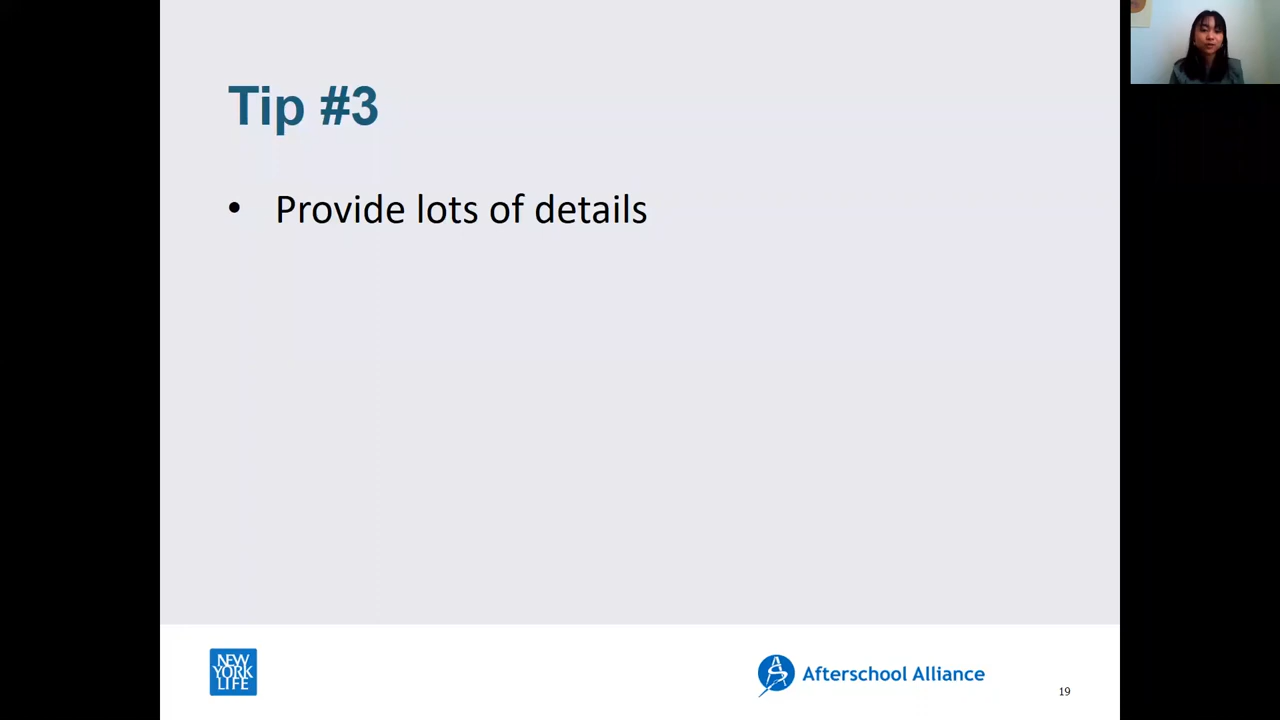 Tip #3
• Provide lots of details
NEW
YORK
LIFE
Afterschool Alliance
19